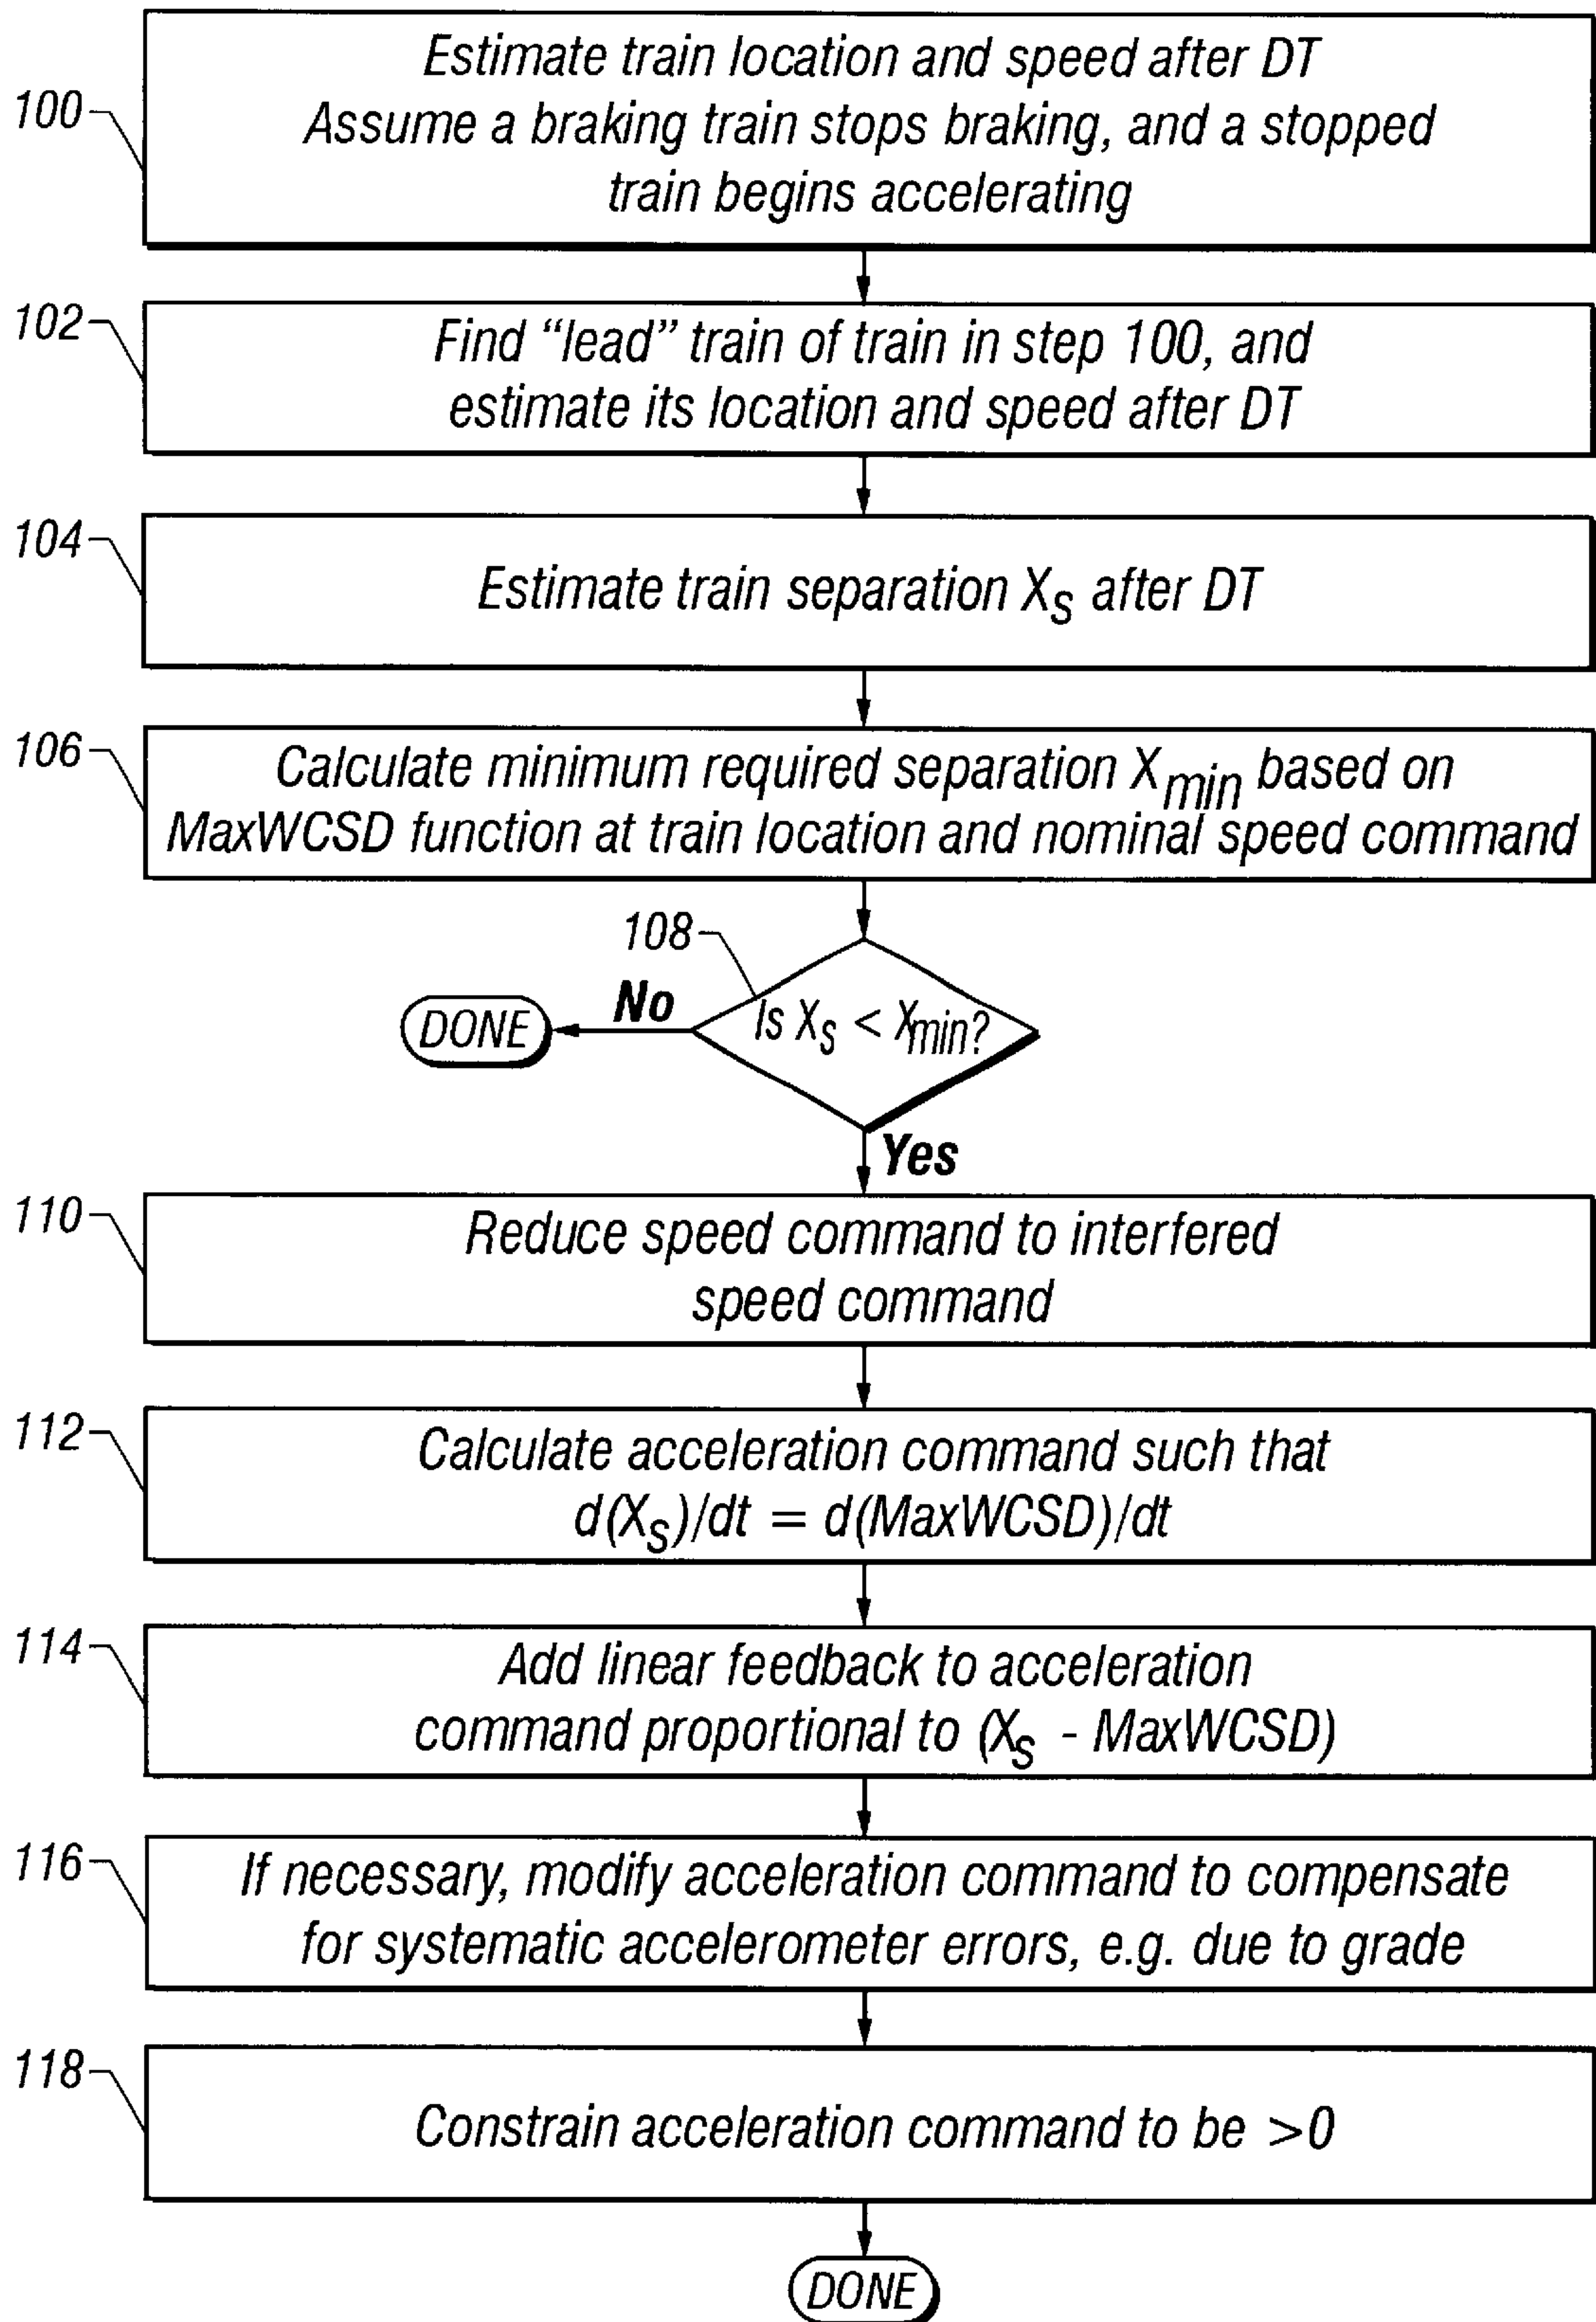 100
Estimate train location and speed after DT
Assume a braking train stops braking, and a stopped
train begins accelerating
102
Find “lead” train of train in step 100, and
estimate its location and speed after DT
104
Estimate train separation Xs after DT
106
Calculate minimum required separation Xmin based on
MaxWCSD function at train location and nominal speed command
108
Is Xs < Xmin?
No
DONE
Yes
110
Reduce speed command to interfered
speed command
112
Calculate acceleration command such that
d(Xs)/dt = d(MaxWCSD)/dt
114
Add linear feedback to acceleration
command proportional to (Xs - MaxWCSD)
116
If necessary, modify acceleration command to compensate
for systematic accelerometer errors, e.g. due to grade
118
Constrain acceleration command to be >0
DONE